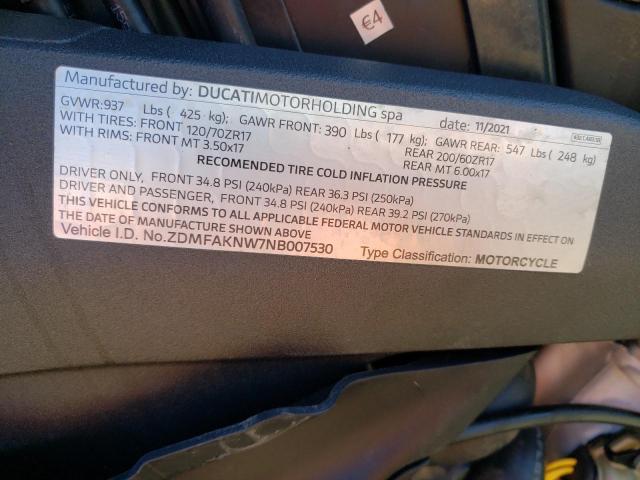 €4
Manufactured by: DUCATIMOTORHOLDING spa date: 11/2021
GVWR:937 Lbs ( 425 kg); GAWR FRONT: 390 Lbs ( 177 kg); GAWR REAR: 547 Lbs ( 248 kg)
WITH TIRES: FRONT 120/70ZR17 REAR 200/60ZR17
WITH RIMS: FRONT MT 3.50x17 REAR MT 6.00x17
RECOMENDED TIRE COLD INFLATION PRESSURE
DRIVER ONLY, FRONT 34.8 PSI (240kPa) REAR 36.3 PSI (250kPa)
DRIVER AND PASSENGER, FRONT 34.8 PSI (240kPa) REAR 39.2 PSI (270kPa)
THIS VEHICLE CONFORMS TO ALL APPLICABLE FEDERAL MOTOR VEHICLE STANDARDS IN EFFECT ON
THE DATE OF MANUFACTURE SHOWN ABOVE
Vehicle I.D. No.ZDMFAKNW7NB007530 Type Classification: MOTORCYCLE